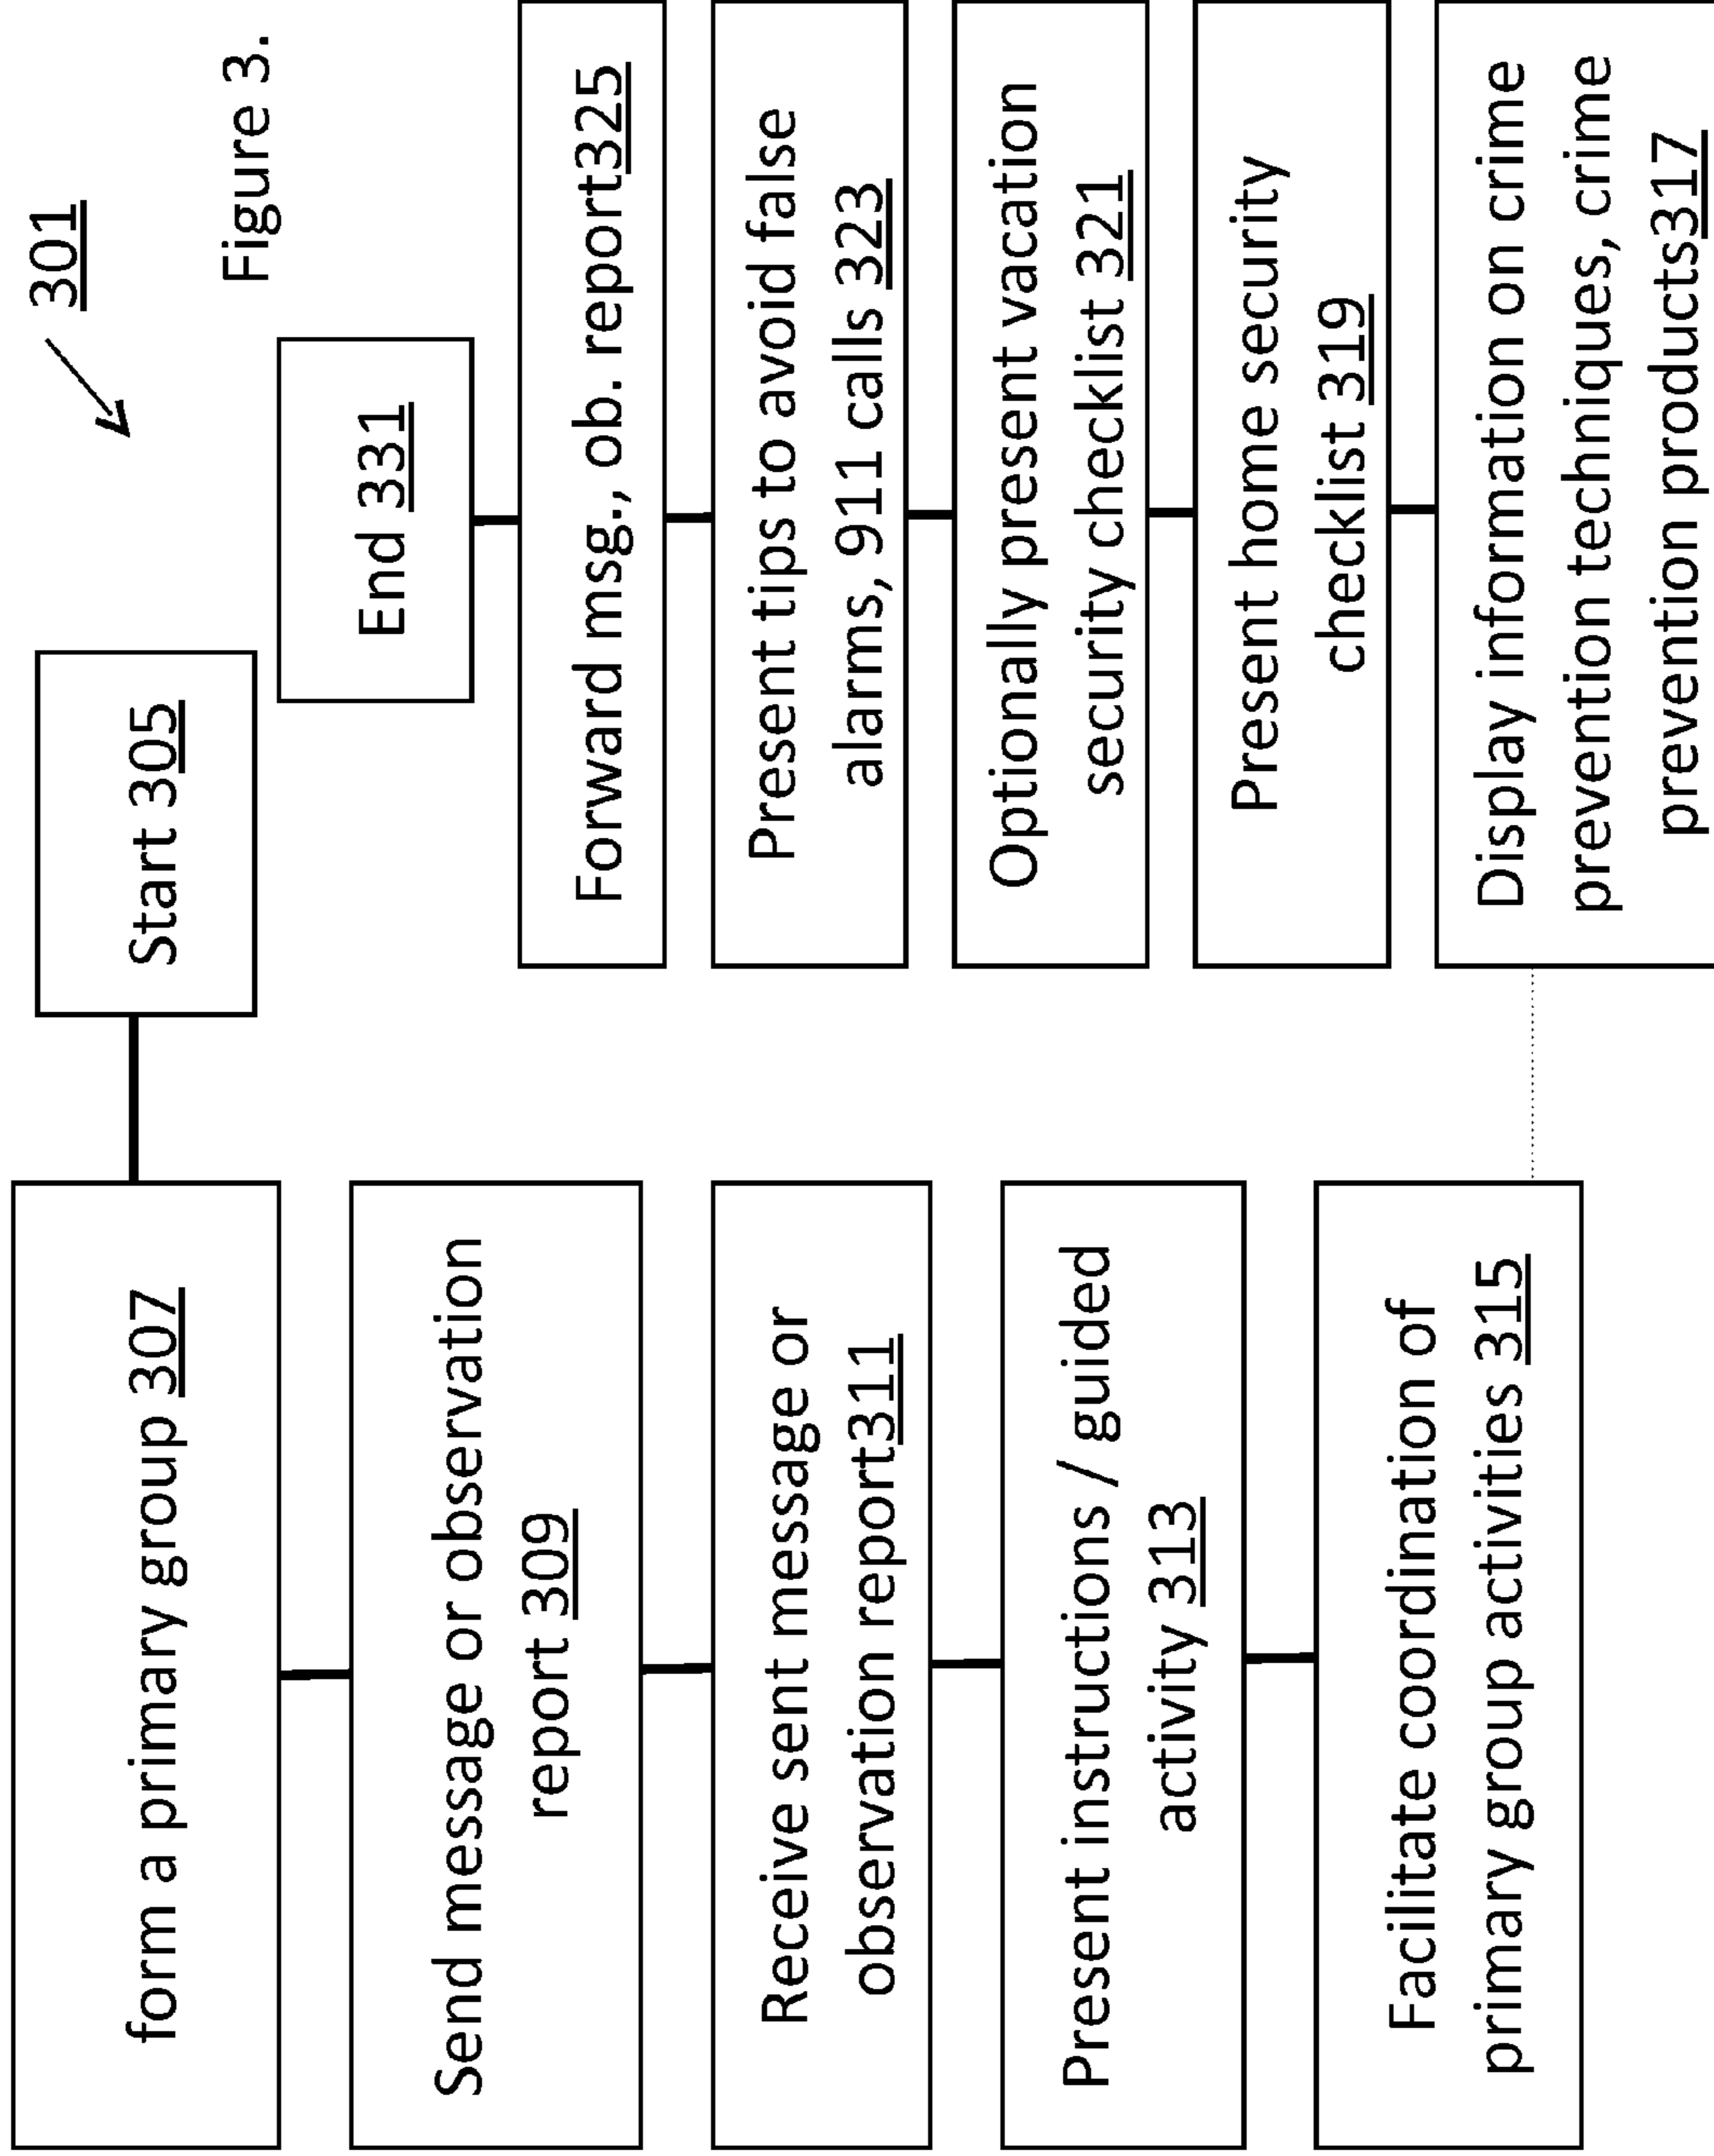 301
Figure 3.
Start 305
form a primary group 307
Send message or observation
report 309
Receive sent message or
observation report311
Present instructions / guided
activity 313
Facilitate coordination of
primary group activities 315
End 331
Forward msg., ob. report325
Present tips to avoid false
alarms, 911 calls 323
Optionally present vacation
security checklist 321
Present home security
checklist 319
Display information on crime
prevention techniques, crime
prevention products317